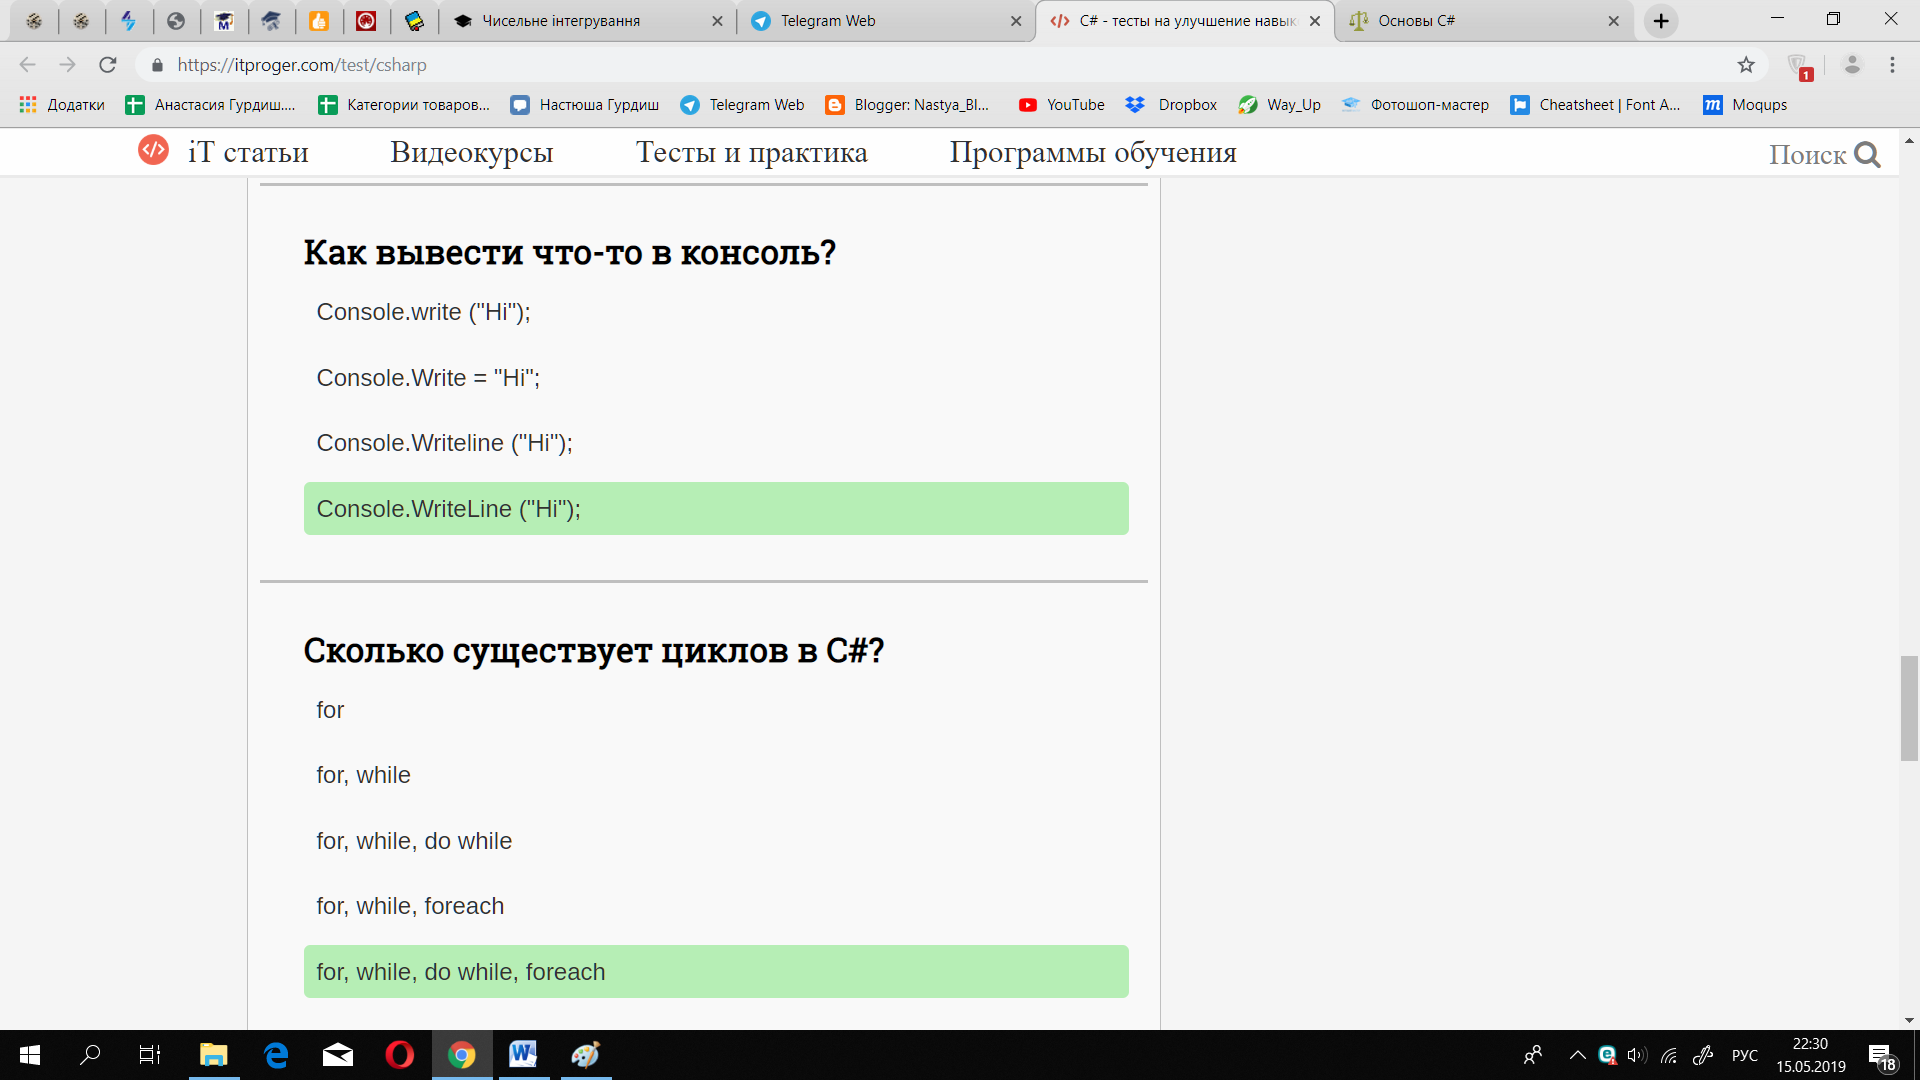 Чисельне інтегрування
Telegram Web
C# - тесты на улучшение навык
Основы C#
https://itproger.com/test/csharp
1
Додатки
Анастасия Гурдиш....
Категории товаров...
Настюша Гурдиш
Telegram Web
Blogger: Nastya_Bl...
YouTube
Dropbox
Way_Up
Фотошоп-мастер
Cheatsheet | Font A...
Moqups
iT статьи
Видеокурсы
Тесты и практика
Программы обучения
Поиск
Как вывести что-то в консоль?
Console.write ("Hi");
Console.Write = "Hi";
Console.Writeline ("Hi");
Console.WriteLine ("Hi");
Сколько существует циклов в C#?
for
for, while
for, while, do while
for, while, foreach
for, while, do while, foreach
РУС
22:30
15.05.2019
18